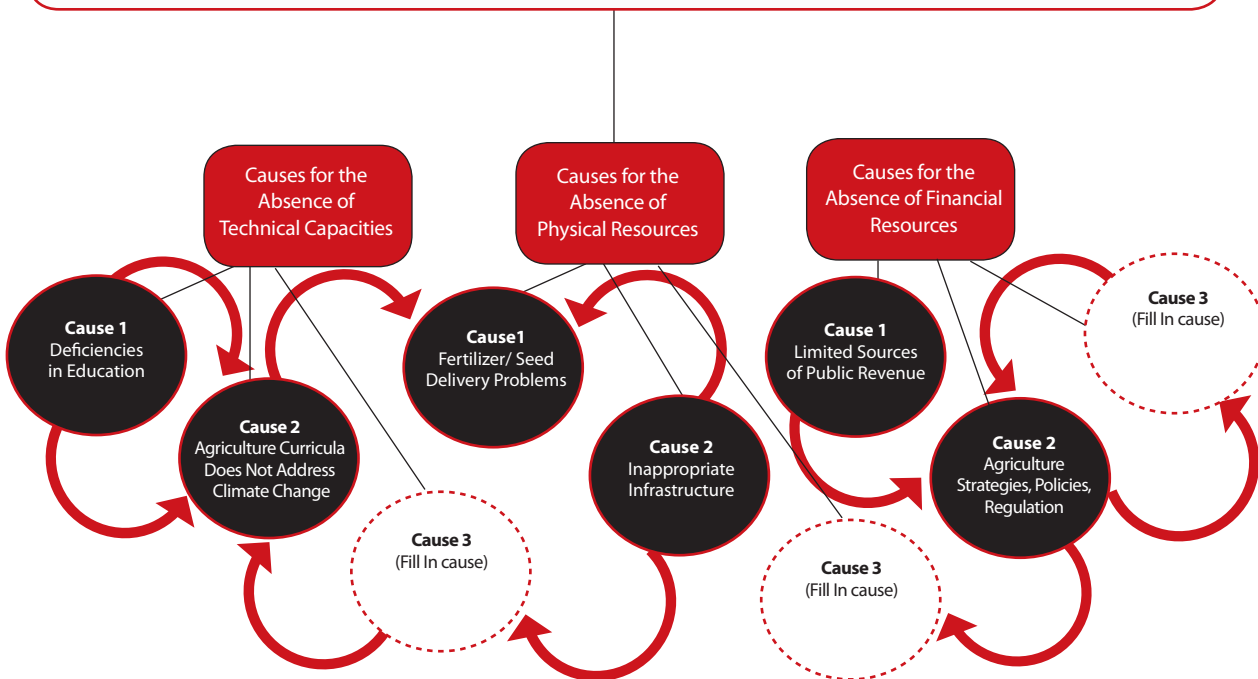 Causes for the
Absence of
Technical Capacities
Causes for the
Absence of
Physical Resources
Causes for the
Absence of Financial
Resources
Cause 1
Deficiencies
in Education
Cause 2
Agriculture Curricula
Does Not Address
Climate Change
Cause 3
(Fill In cause)
Cause1
Fertilizer/ Seed
Delivery Problems
Cause 2
Inappropriate
Infrastructure
Cause 3
(Fill In cause)
Cause 1
Limited Sources
of Public Revenue
Cause 2
Agriculture
Strategies, Policies,
Regulation
Cause 3
(Fill In cause)